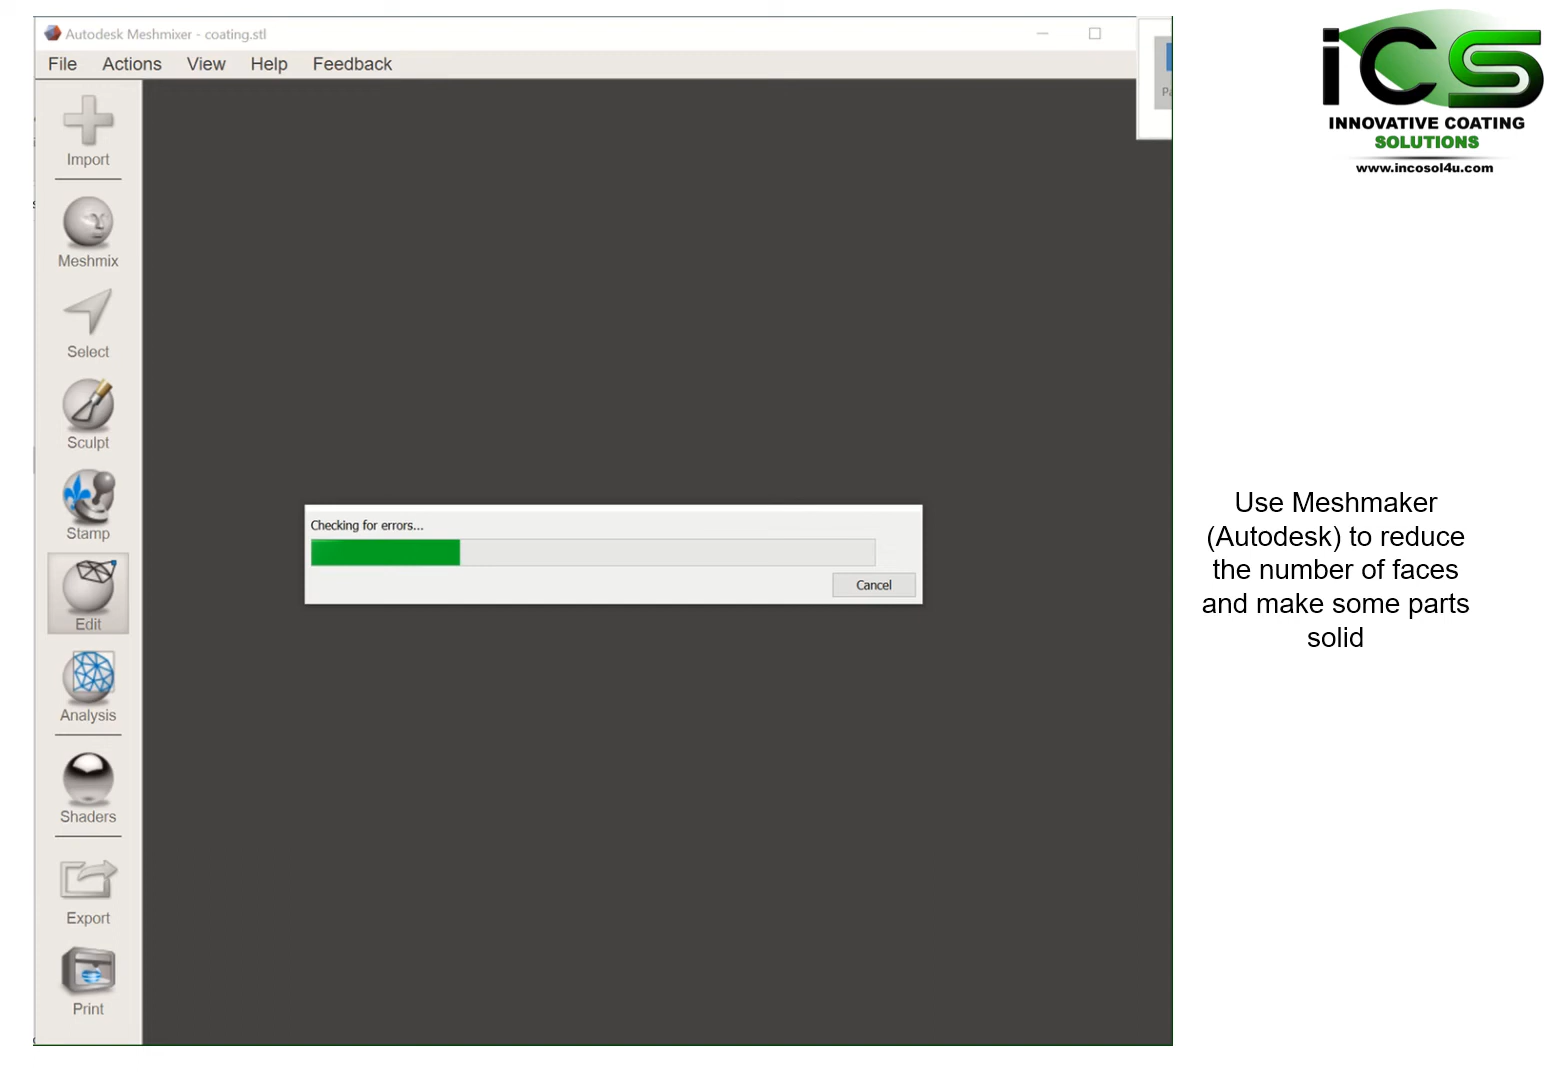 Autodesk Meshmixer - coating.stl
File Actions View Help Feedback
Import
Meshmix
Select
Sculpt
Stamp
Edit
Analysis
Shaders
Export
Print
Checking for errors...
Cancel
iCS
INNOVATIVE COATING
SOLUTIONS
www.incosol4u.com
Use Meshmaker
(Autodesk) to reduce
the number of faces
and make some parts
solid